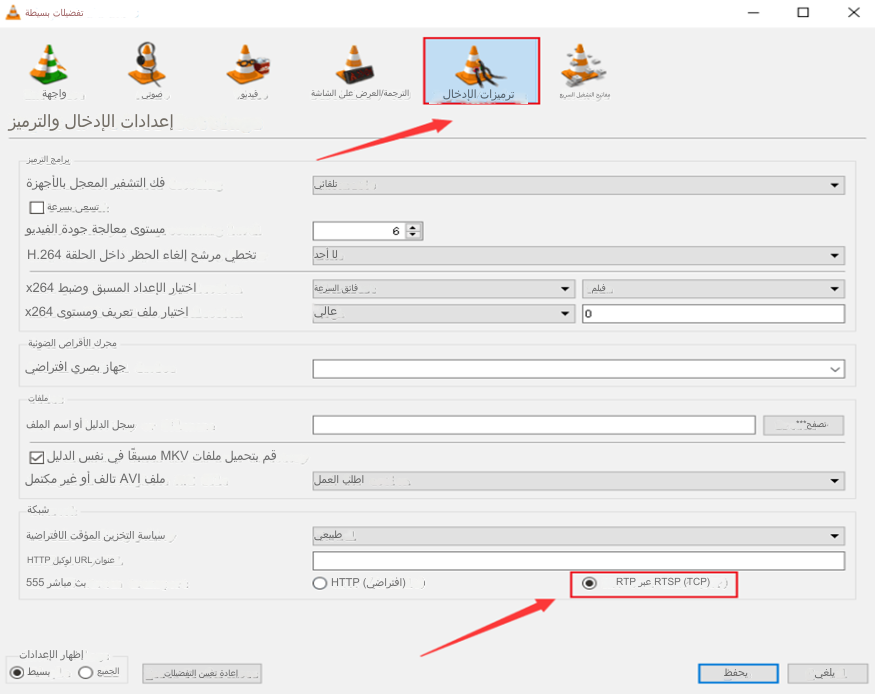 تفضيلات بسيطة
واجهة
صوتي
فيديو
الترجمة/العرض على الشاشة
ترميزات الإدخال
مفاتيح التشغيل السريع
إعدادات الإدخال والترميز
برامج الترميز
فك التشفير المعجل بالأجهزة
تلقائي
تسعى بسرعة
مستوى معالجة جودة الفيديو
6
تخطي مرشح إلغاء الحظر داخل الحلقة H.264
لا أحد
اختيار الإعداد المسبق وضبط x264
فائق السرعة
فيلم
اختيار ملف تعريف ومستوى x264
عالي
0
محرك الأقراص الضوئية
جهاز بصري افتراضي
ملفات
سجل الدليل أو اسم الملف
تصفح***
قم بتحميل ملفات MKV مسبقًا في نفس الدليل
ملف AVI تالف أو غير مكتمل
اطلب العمل
شبكة
سياسة التخزين المؤقت الافتراضية
طبيعي
عنوان URL لوكيل HTTP
بث مباشر 555
HTTP (افتراضي)
RTP عبر RTSP (TCP)
إظهار الإعدادات
بسيط
الجميع
إعادة تعيين التفضيلات
يحفظ
يلغي